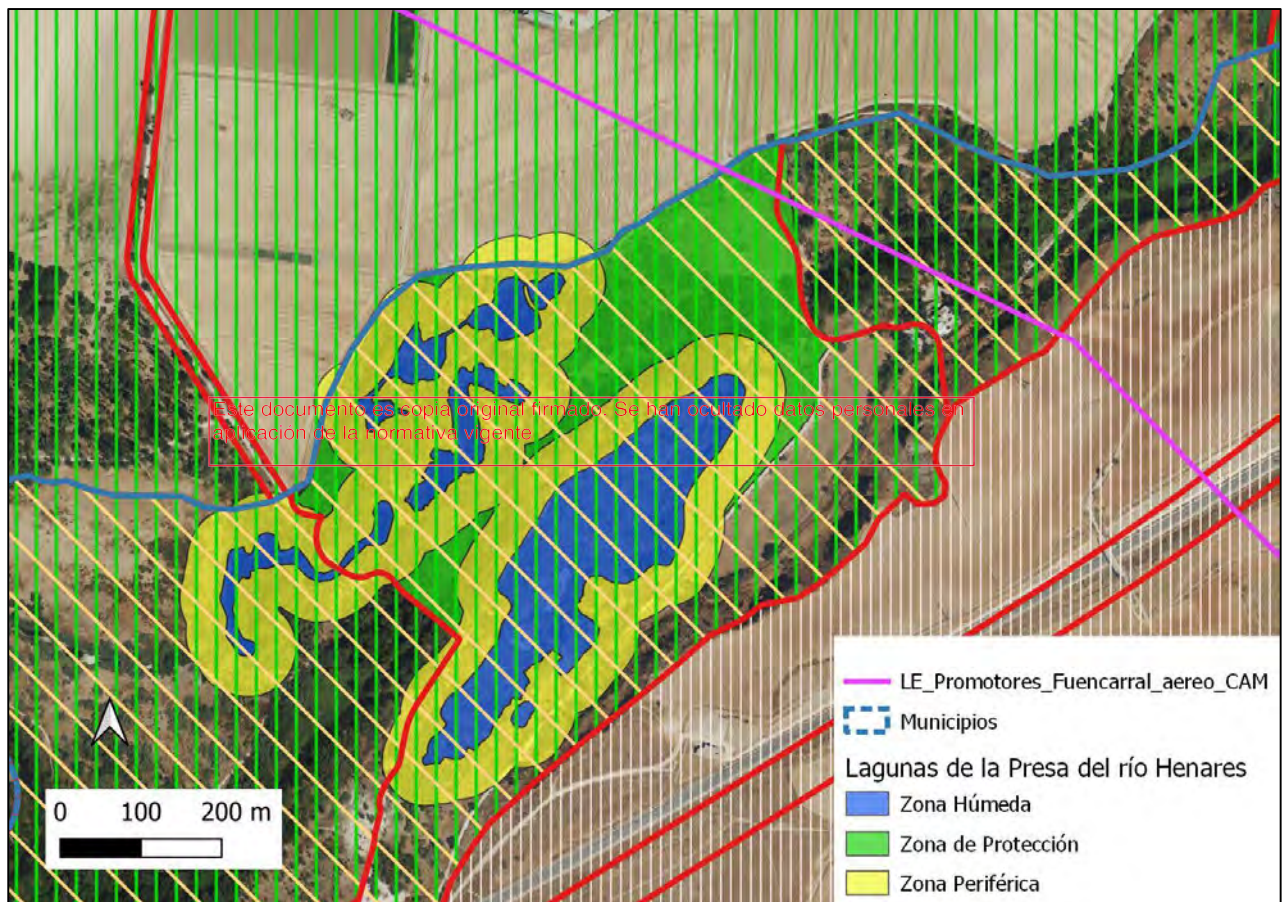 Este documento es copia original firmado. Se han ocultado datos personales en
aplicación de la normativa vigente
LE_Promotores_Fuencarral_aereo_CAM
Municipios
Lagunas de la Presa del río Henares
Zona Húmeda
Zona de Protección
Zona Periférica
0 100 200 m